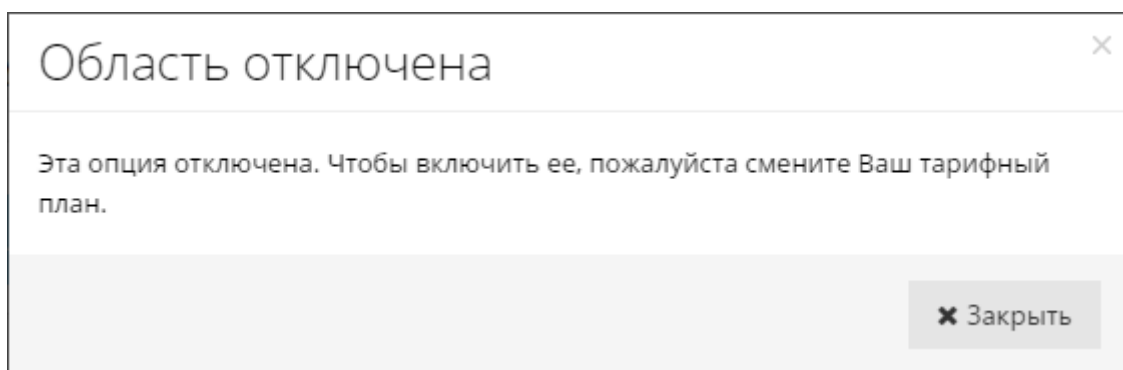 Область отключена
Эта опция отключена. Чтобы включить ее, пожалуйста смените Ваш тарифный
план.
✖ Закрыть